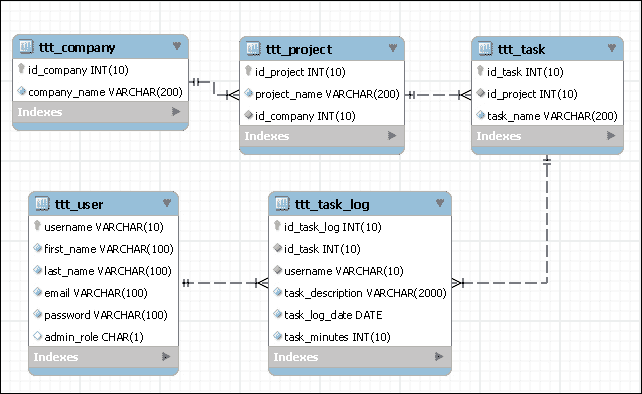 ttt_company
id_company INT(10)
company_name VARCHAR(200)
Indexes
ttt_project
id_project INT(10)
project_name VARCHAR(200)
id_company INT(10)
Indexes
ttt_task
id_task INT(10)
id_project INT(10)
task_name VARCHAR(200)
Indexes
ttt_user
username VARCHAR(10)
first_name VARCHAR(100)
last_name VARCHAR(100)
email VARCHAR(100)
password VARCHAR(100)
admin_role CHAR(1)
Indexes
ttt_task_log
id_task_log INT(10)
id_task INT(10)
username VARCHAR(10)
task_description VARCHAR(2000)
task_log_date DATE
task_minutes INT(10)
Indexes